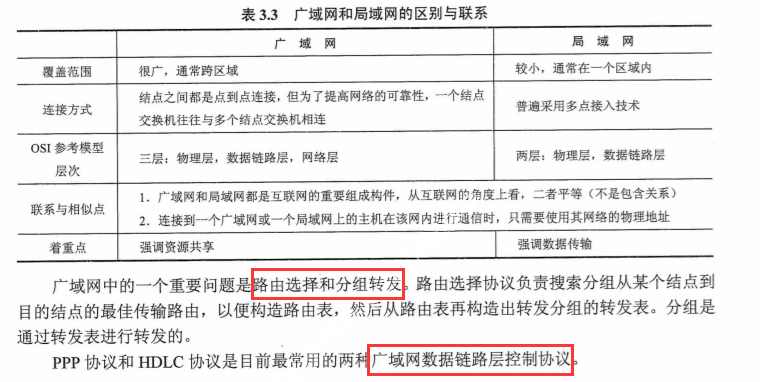 表 3.3 广域网和局域网的区别与联系
广 域 网 局 域 网
覆盖范围 很广，通常跨区域 较小，通常在一个区域内
连接方式 结点之间都是点到点连接，但为了提高网络的可靠性，一个结点
交换机往往与多个结点交换机相连 普遍采用多点接入技术
OSI 参考模型
层次 三层：物理层，数据链路层，网络层 两层：物理层，数据链路层
联系与相似点 1．广域网和局域网都是互联网的重要组成构件，从互联网的角度上看，二者平等（不是包含关系）
2．连接到一个广域网或一个局域网上的主机在该网内进行通信时，只需要使用其网络的物理地址
着重点 强调资源共享 强调数据传输
广域网中的一个重要问题是路由选择和分组转发。路由选择协议负责搜索分组从某个结点到
目的结点的最佳传输路由，以便构造路由表，然后从路由表再构造出转发分组的转发表。分组是
通过转发表进行转发的。
PPP 协议和 HDLC 协议是目前最常用的两种广域网数据链路层控制协议。